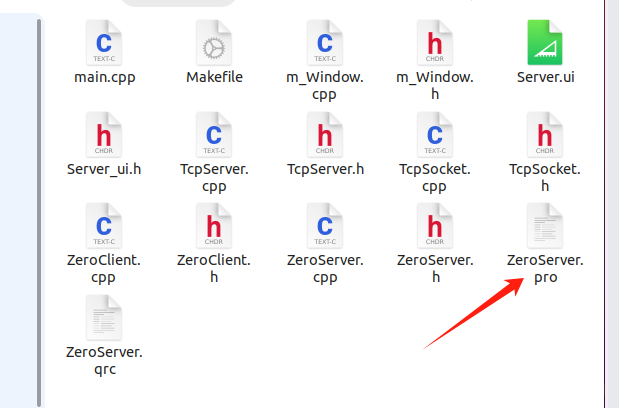 C
TEXT-C
main.cpp
Makefile
C
TEXT-C
m_Window.
cpp
h
CHDR
m_Window.
h
Server.ui
h
CHDR
Server_ui.h
C
TEXT-C
TcpServer.
cpp
h
CHDR
TcpServer.h
C
TEXT-C
TcpSocket.
cpp
h
CHDR
TcpSocket.
h
C
TEXT-C
ZeroClient.
cpp
h
CHDR
ZeroClient.
h
C
TEXT-C
ZeroServer.
cpp
h
CHDR
ZeroServer.
h
ZeroServer.
pro
ZeroServer.
qrc